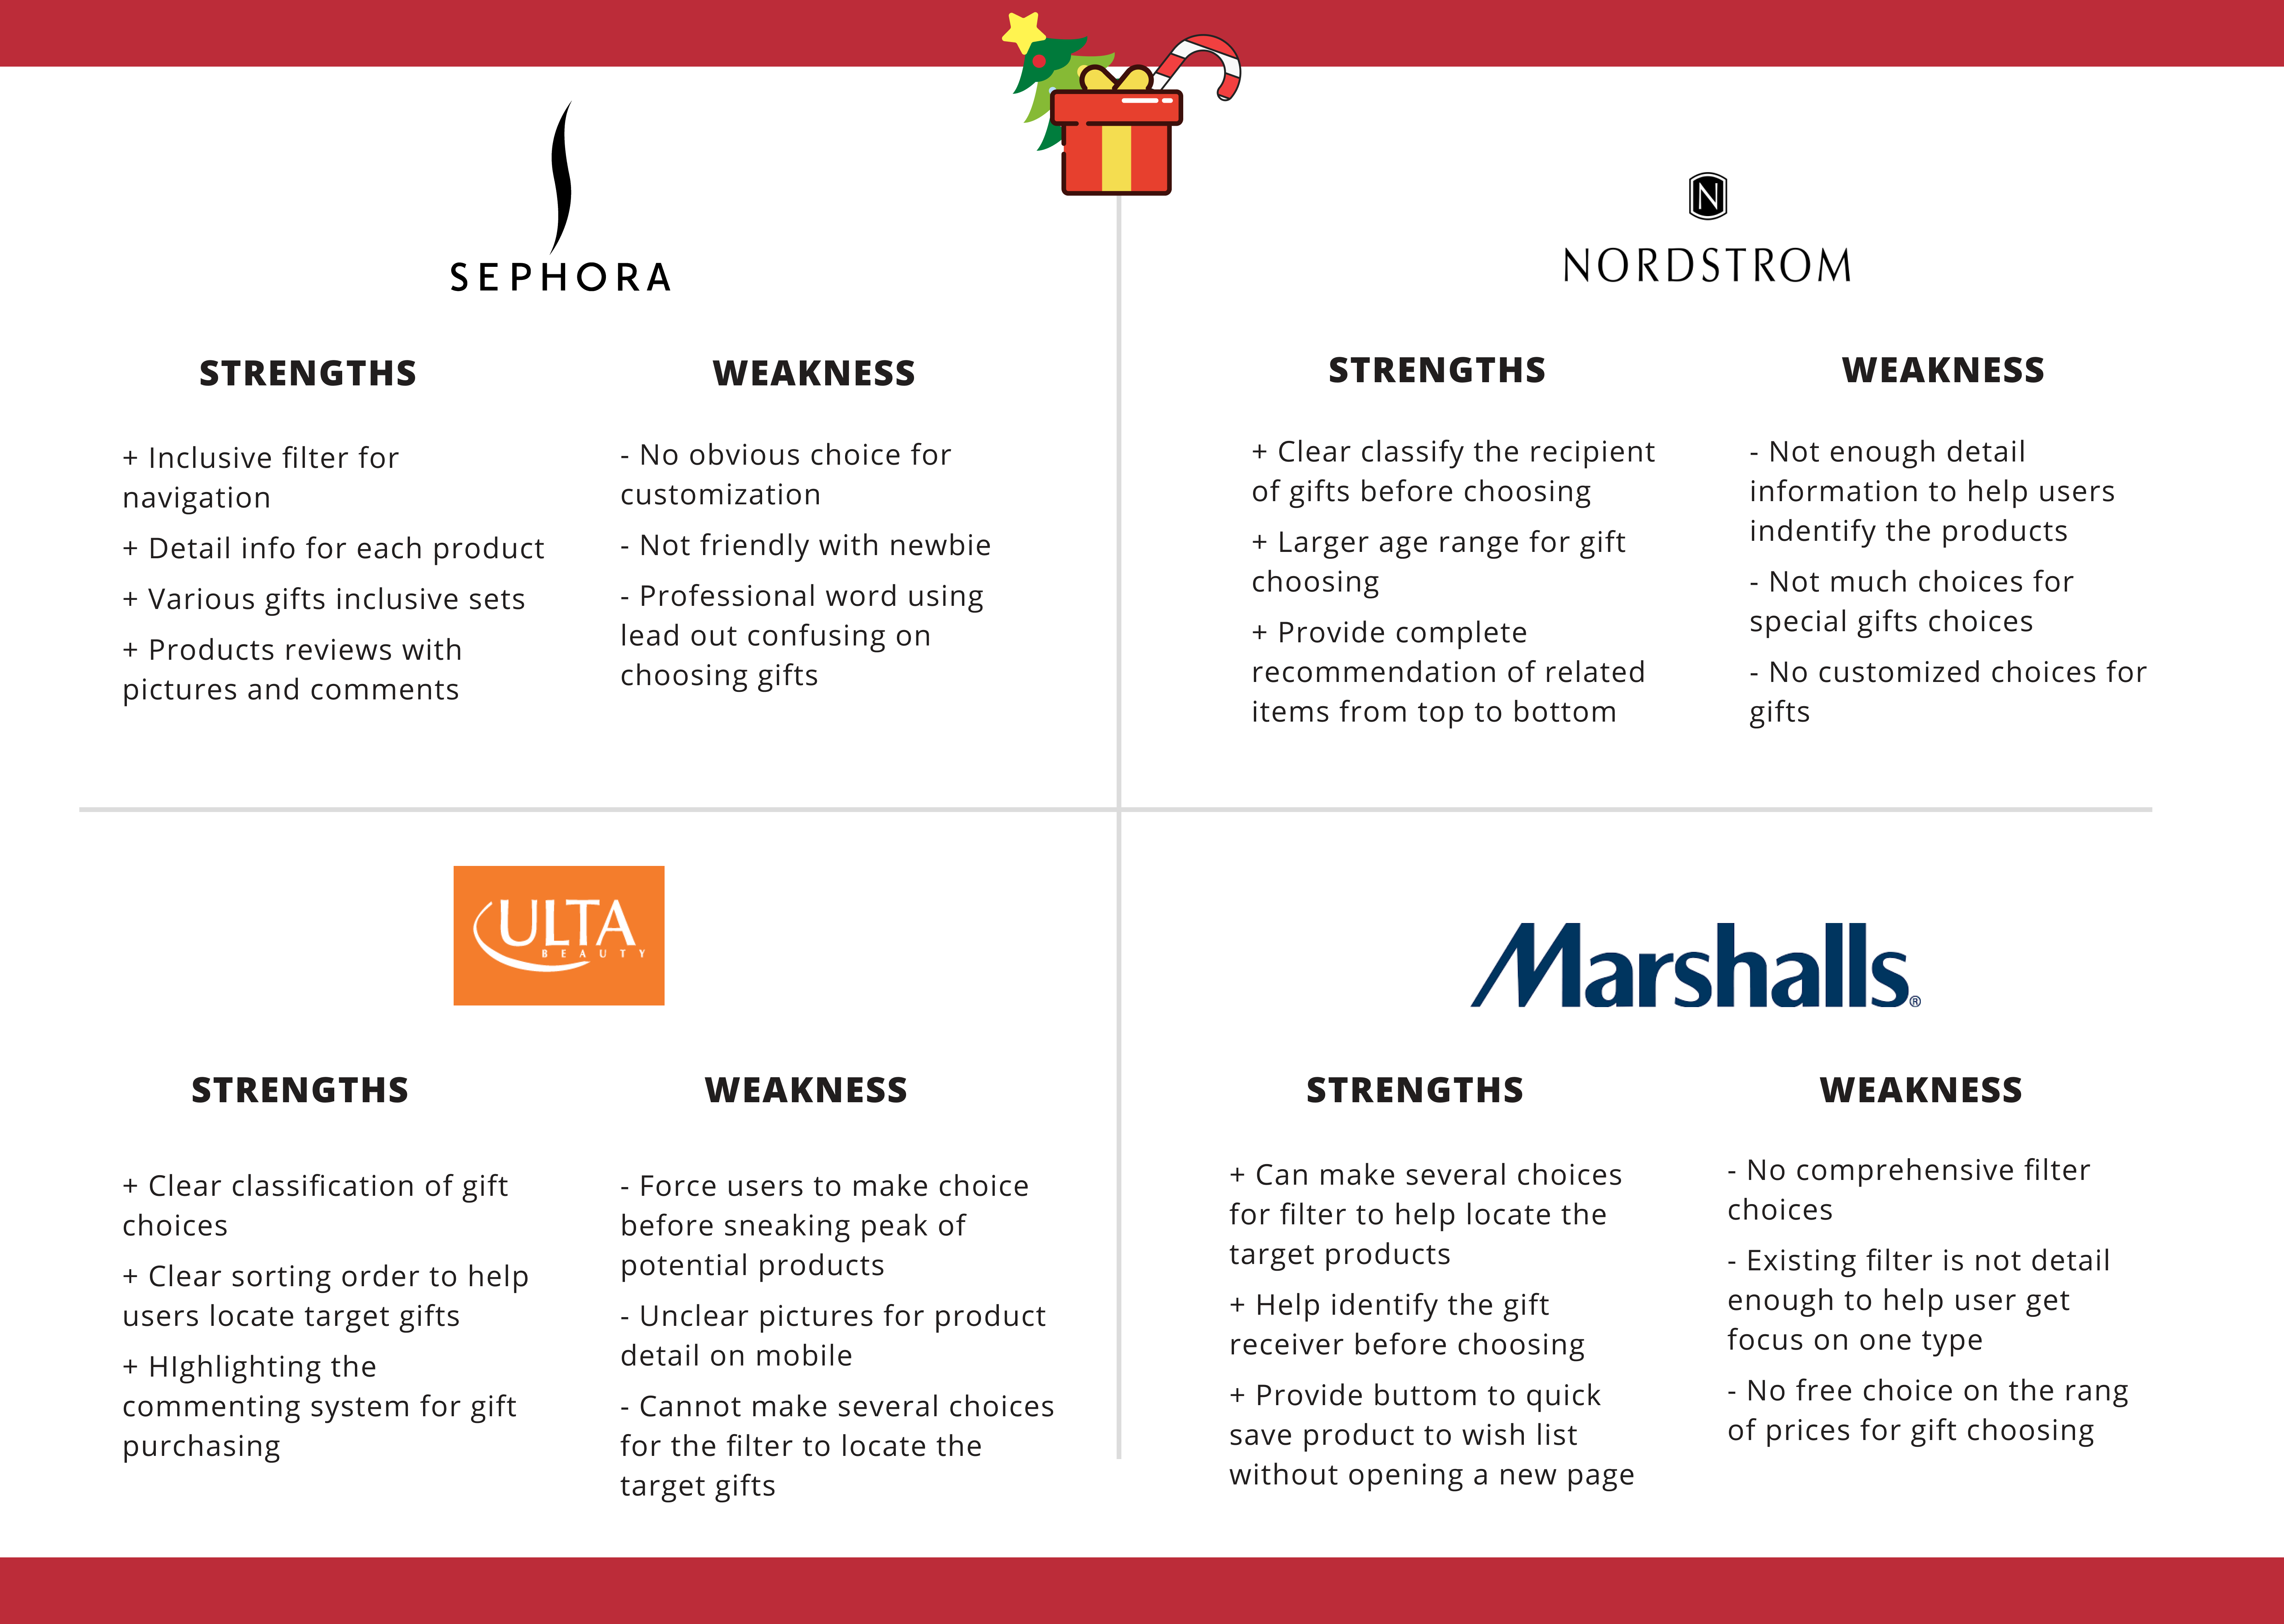 SEPHORA
STRENGTHS
+ Inclusive filter for
navigation
+ Detail info for each product
+ Various gifts inclusive sets
+ Products reviews with
pictures and comments
WEAKNESS
- No obvious choice for
customization
- Not friendly with newbie
- Professional word using
lead out confusing on
choosing gifts
N
NORDSTROM
STRENGTHS
+ Clear classify the recipient
of gifts before choosing
+ Larger age range for gift
choosing
+ Provide complete
recommendation of related
items from top to bottom
WEAKNESS
- Not enough detail
information to help users
indentify the products
- Not much choices for
special gifts choices
- No customized choices for
gifts
ULTA
BEAUTY
STRENGTHS
+ Clear classification of gift
choices
+ Clear sorting order to help
users locate target gifts
+ HIghlighting the
commenting system for gift
purchasing
WEAKNESS
- Force users to make choice
before sneaking peak of
potential products
- Unclear pictures for product
detail on mobile
- Cannot make several choices
for the filter to locate the
target gifts
Marshalls®
STRENGTHS
+ Can make several choices
for filter to help locate the
target products
+ Help identify the gift
receiver before choosing
+ Provide buttom to quick
save product to wish list
without opening a new page
WEAKNESS
- No comprehensive filter
choices
- Existing filter is not detail
enough to help user get
focus on one type
- No free choice on the rang
of prices for gift choosing